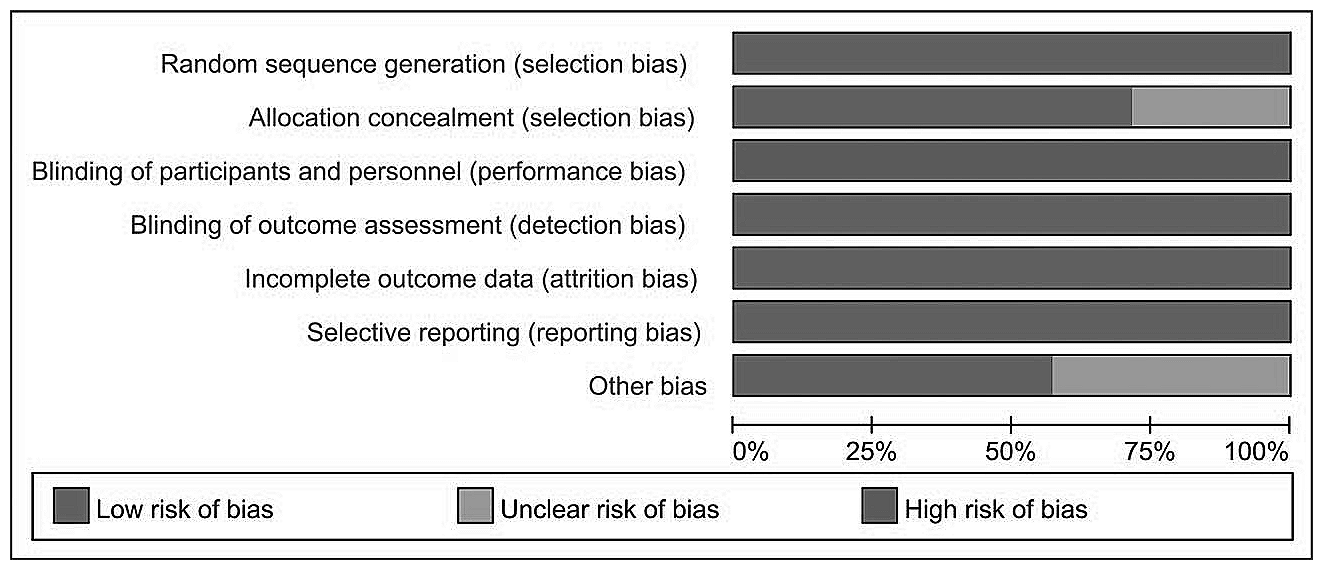 Random sequence generation (selection bias)
Allocation concealment (selection bias)
Blinding of participants and personnel (performance bias)
Blinding of outcome assessment (detection bias)
Incomplete outcome data (attrition bias)
Selective reporting (reporting bias)
Other bias
0% 25% 50% 75% 100%
Low risk of bias Unclear risk of bias High risk of bias